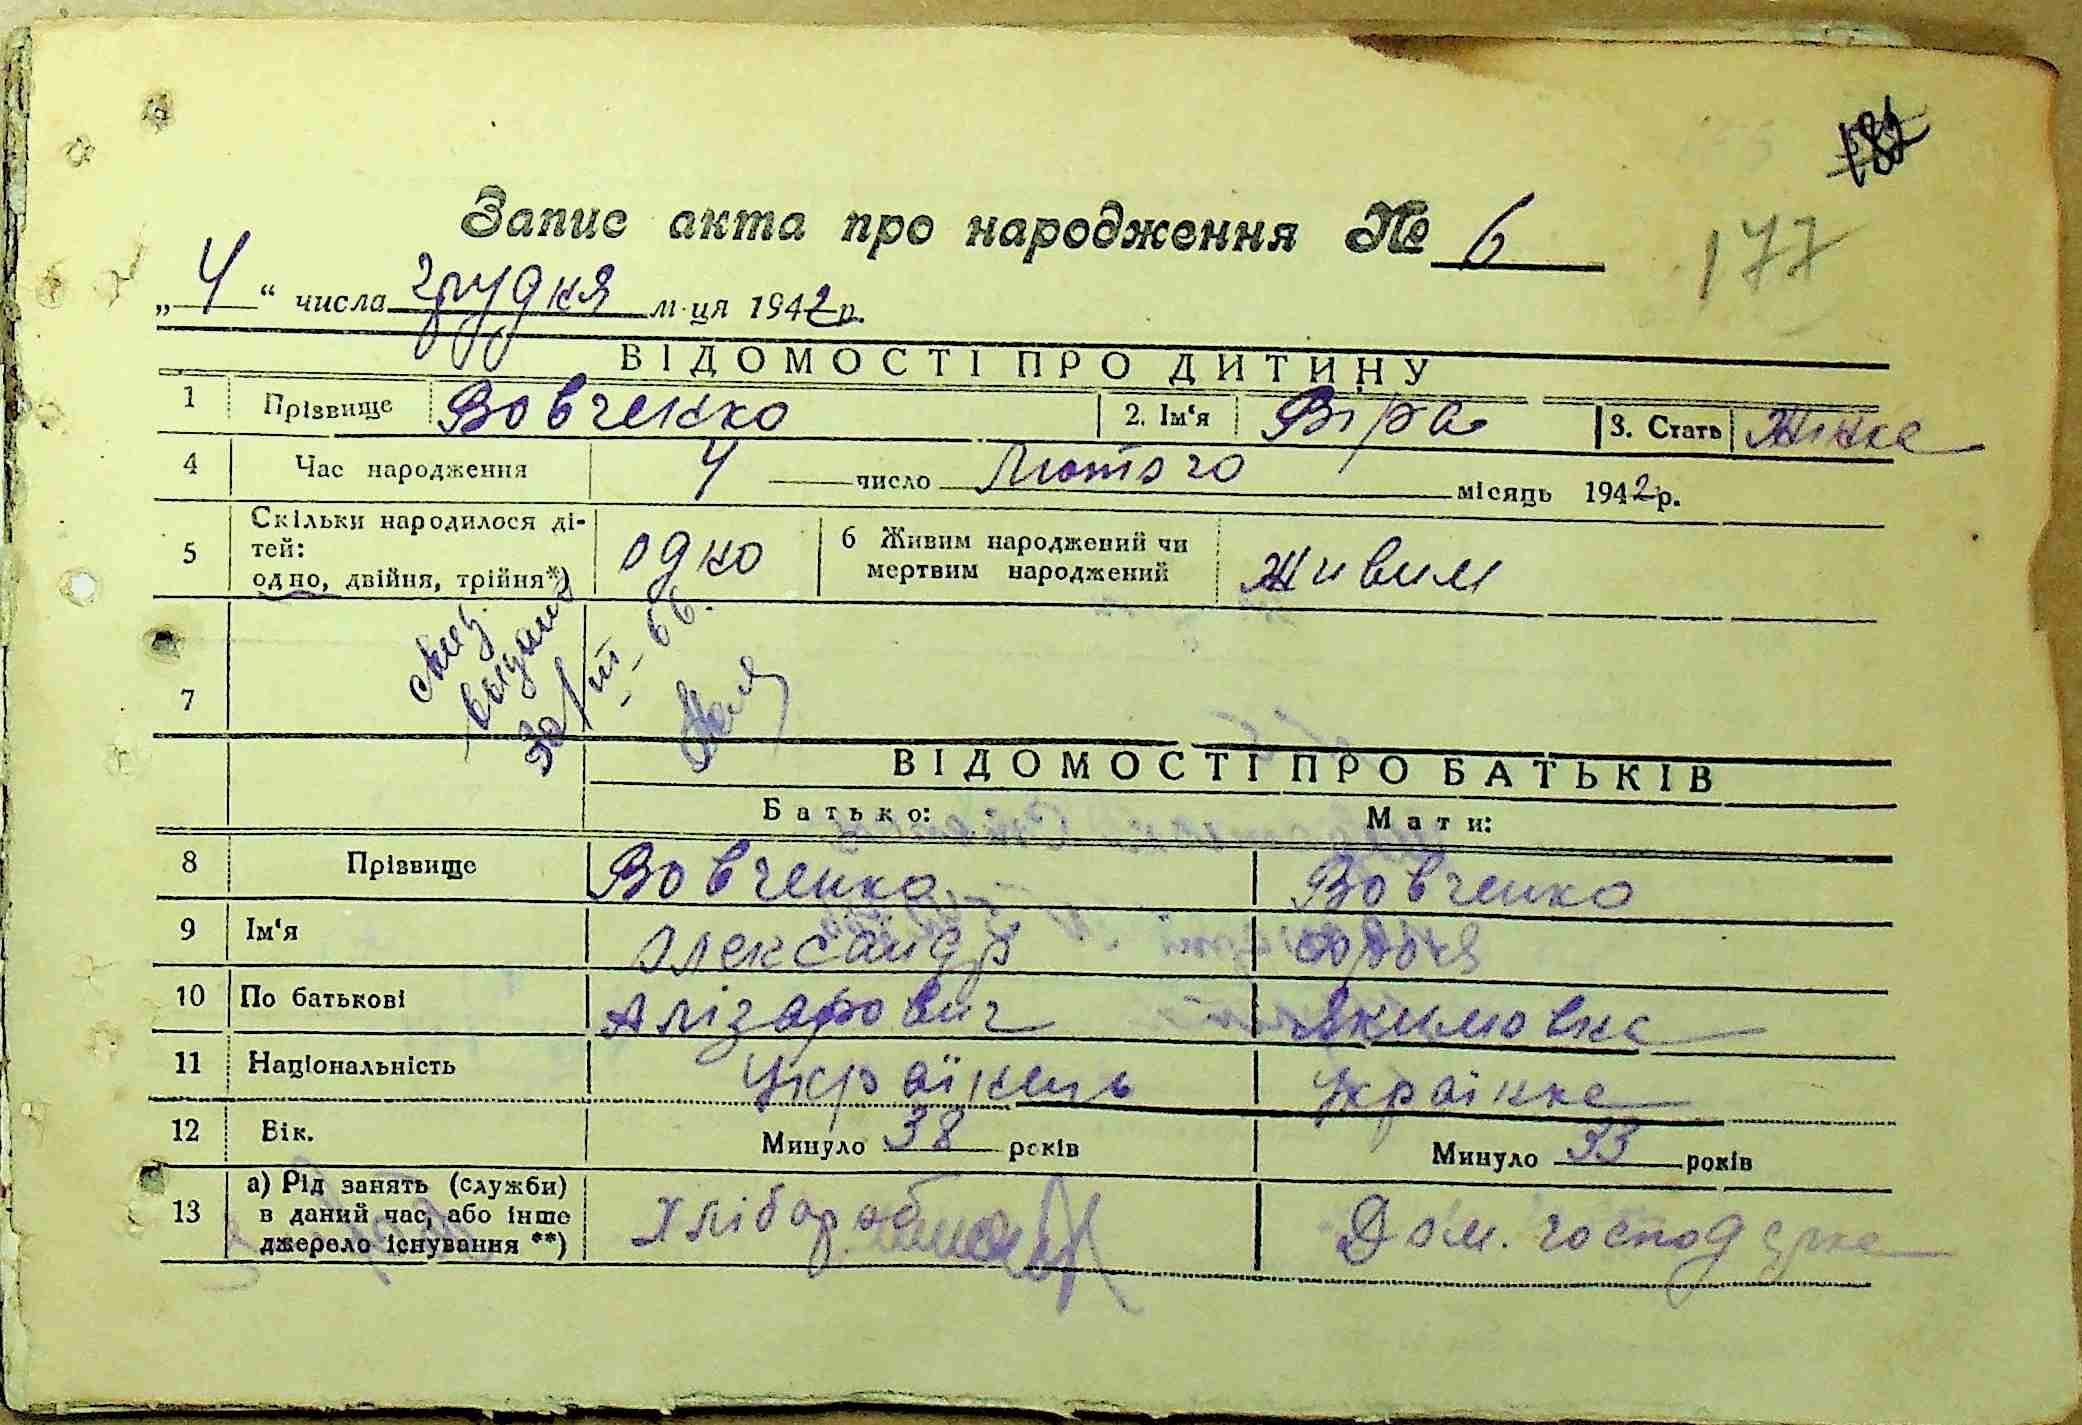 182
177
Запис акта про народження № 6
„ 4 “ числа грудня м-ця 1942 р.
ВІДОМОСТІ ПРО ДИТИНУ
1 Прізвище Вовченко 2. Ім‘я Віра 3. Стать Жінка
4 Час народження 4 число Лютого місяць 1942 р.
5 Скільки народилося ді-
тей:
одно, двійня, трійня*) одно 6 Живим народжений чи
мертвим народжений Живим
7
ВІДОМОСТІ ПРО БАТЬКІВ
Батько: Мати:
8 Прізвище Вовченко Вовченко
9 Ім‘я Олександр
10 По батькові Алізарович Якимовна
11 Національність Українець Українка
12 Вік. Минуло 38 років Минуло 33 років
13 а) Рід занять (служби)
в даний час, або інше
джерело існування **) Хлібороб Дом. господарка